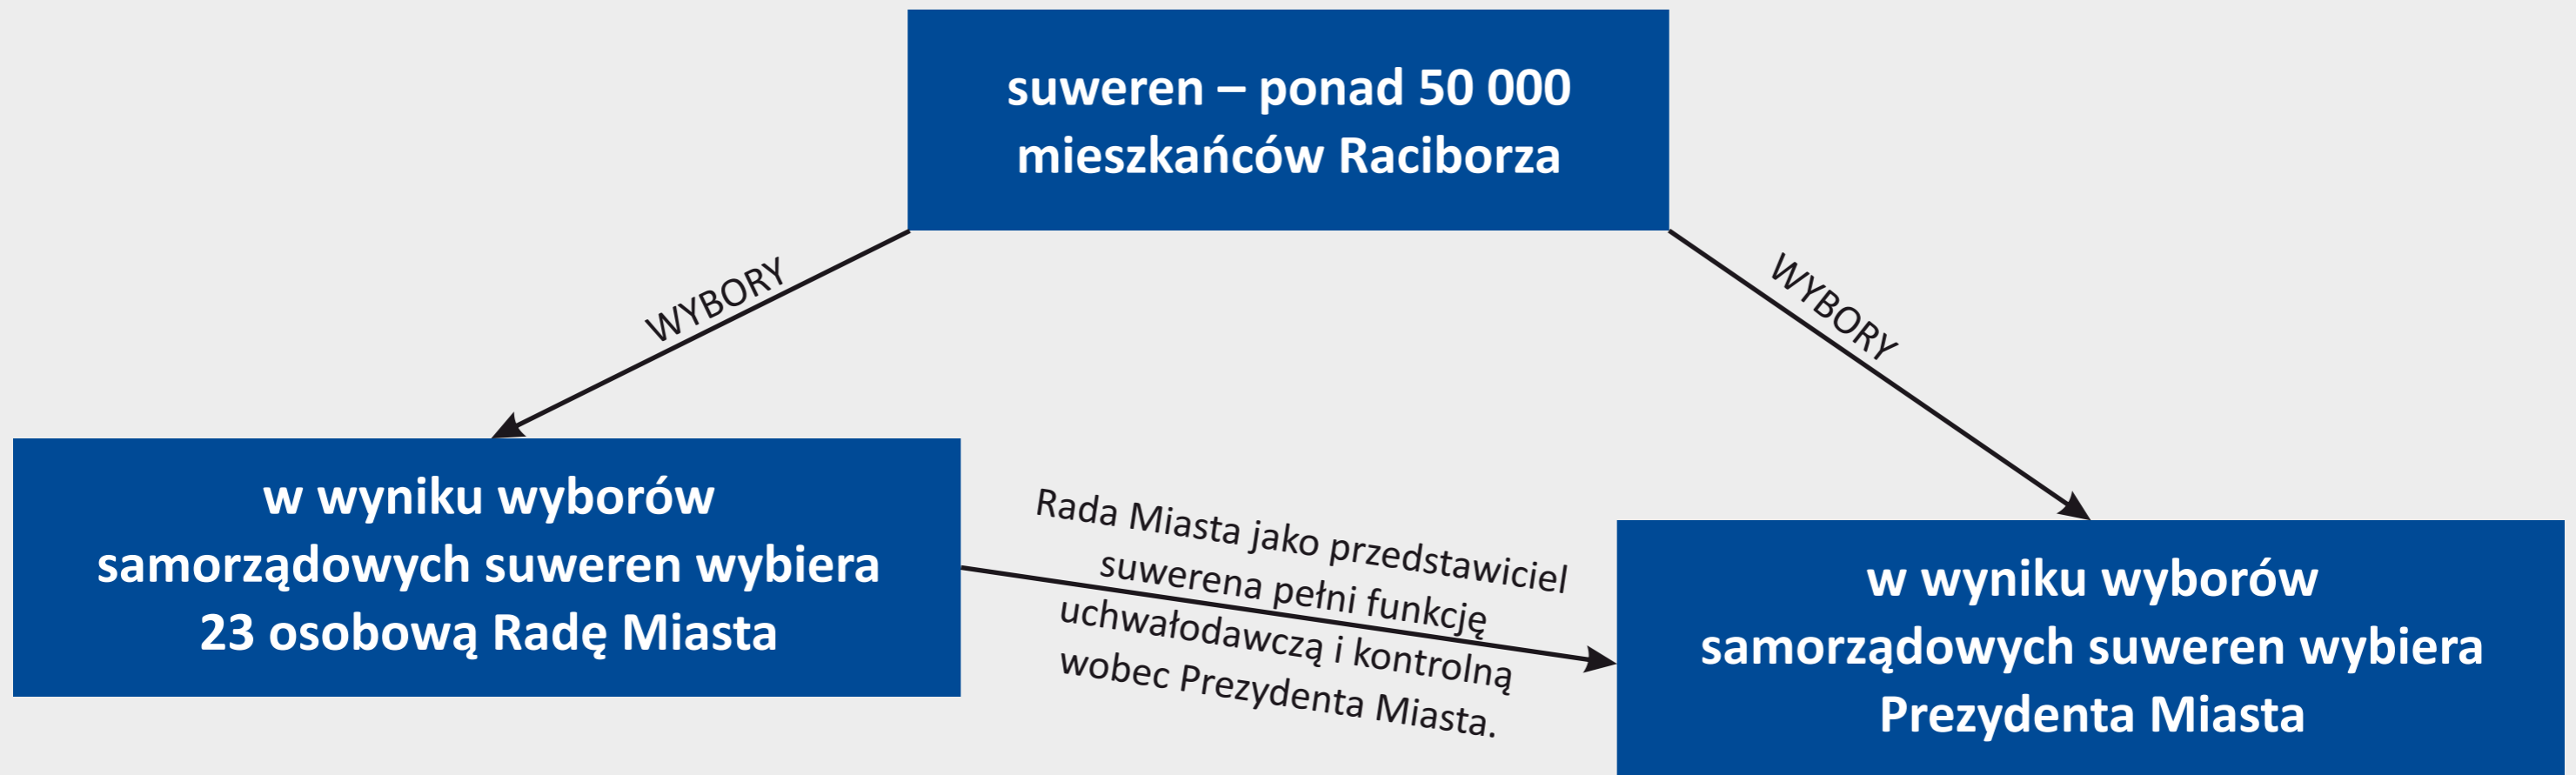 suweren – ponad 50 000
mieszkańców Raciborza
WYBORY
WYBORY
w wyniku wyborów
samorządowych suweren wybiera
23 osobową Radę Miasta
Rada Miasta jako przedstawiciel
suwerena pełni funkcję
uchwałodawczą i kontrolną
wobec Prezydenta Miasta.
w wyniku wyborów
samorządowych suweren wybiera
Prezydenta Miasta